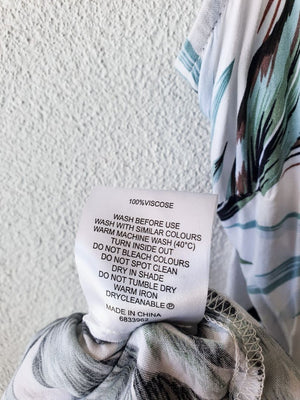 100%VISCOSE
WASH BEFORE USE
WASH WITH SIMILAR COLOURS
WARM MACHINE WASH (40°C)
TURN INSIDE OUT
DO NOT BLEACH COLOURS
DO NOT SPOT CLEAN
DRY IN SHADE
DO NOT TUMBLE DRY
WARM IRON
DRYCLEANABLE Ⓟ
MADE IN CHINA